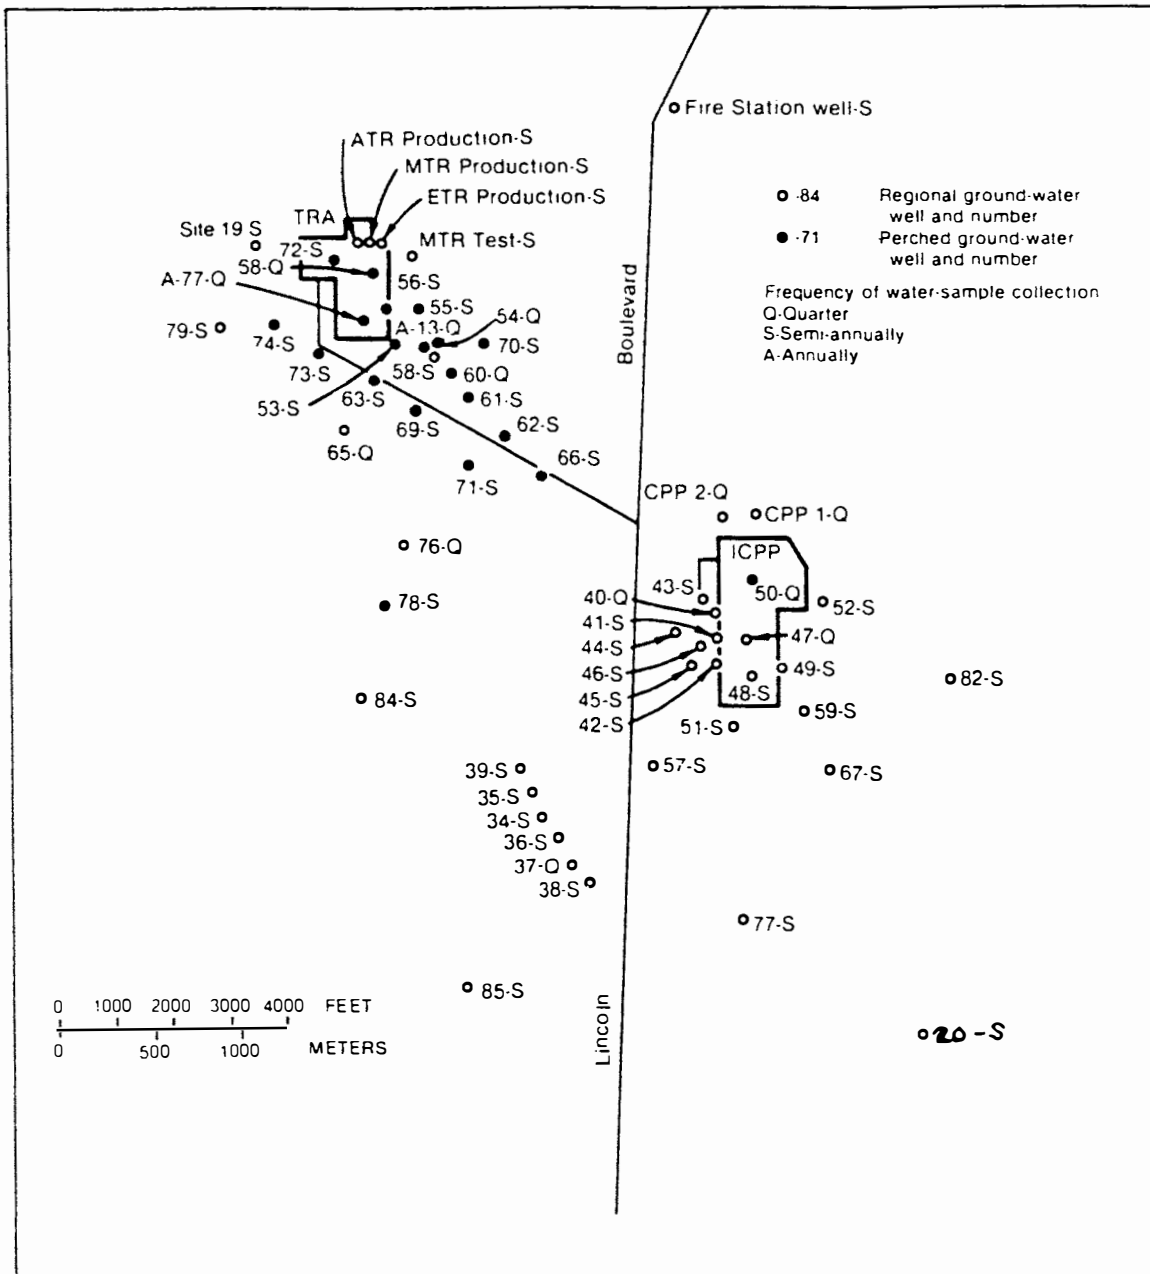 Fire Station well-S
ATR Production-S
MTR Production-S
ETR Production-S
TRA
Site 19 S
72-S
MTR Test-S
58-Q
56-S
A-77-Q
55-S
54-Q
A-13-Q
79-S
74-S
70-S
73-S
58-S
60-Q
63-S
61-S
53-S
69-S
62-S
65-Q
66-S
71-S
Boulevard
·84 Regional ground-water
well and number
·71 Perched ground-water
well and number
Frequency of water-sample collection
Q-Quarter
S-Semi-annually
A-Annually
CPP 2-Q
CPP 1-Q
ICPP
76-Q
43-S
50-Q
78-S
40-Q
52-S
41-S
44-S
47-Q
46-S
49-S
45-S
48-S
82-S
42-S
84-S
51-S
59-S
39-S
57-S
67-S
35-S
34-S
36-S
37-Q
38-S
77-S
85-S
0 1000 2000 3000 4000 FEET
0 500 1000 METERS
Lincoln
20-S